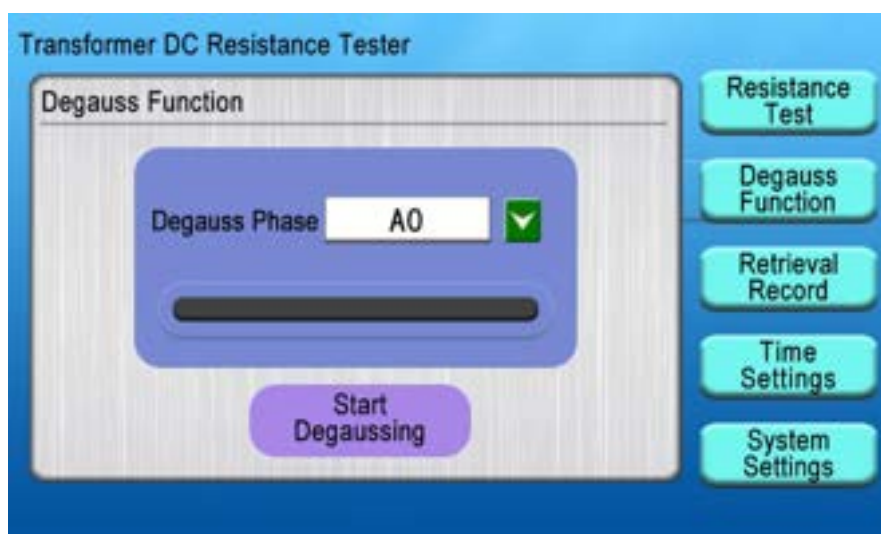 Transformer DC Resistance Tester
Degauss Function
Degauss Phase
A0
Start
Degaussing
Resistance
Test
Degauss
Function
Retrieval
Record
Time
Settings
System
Settings